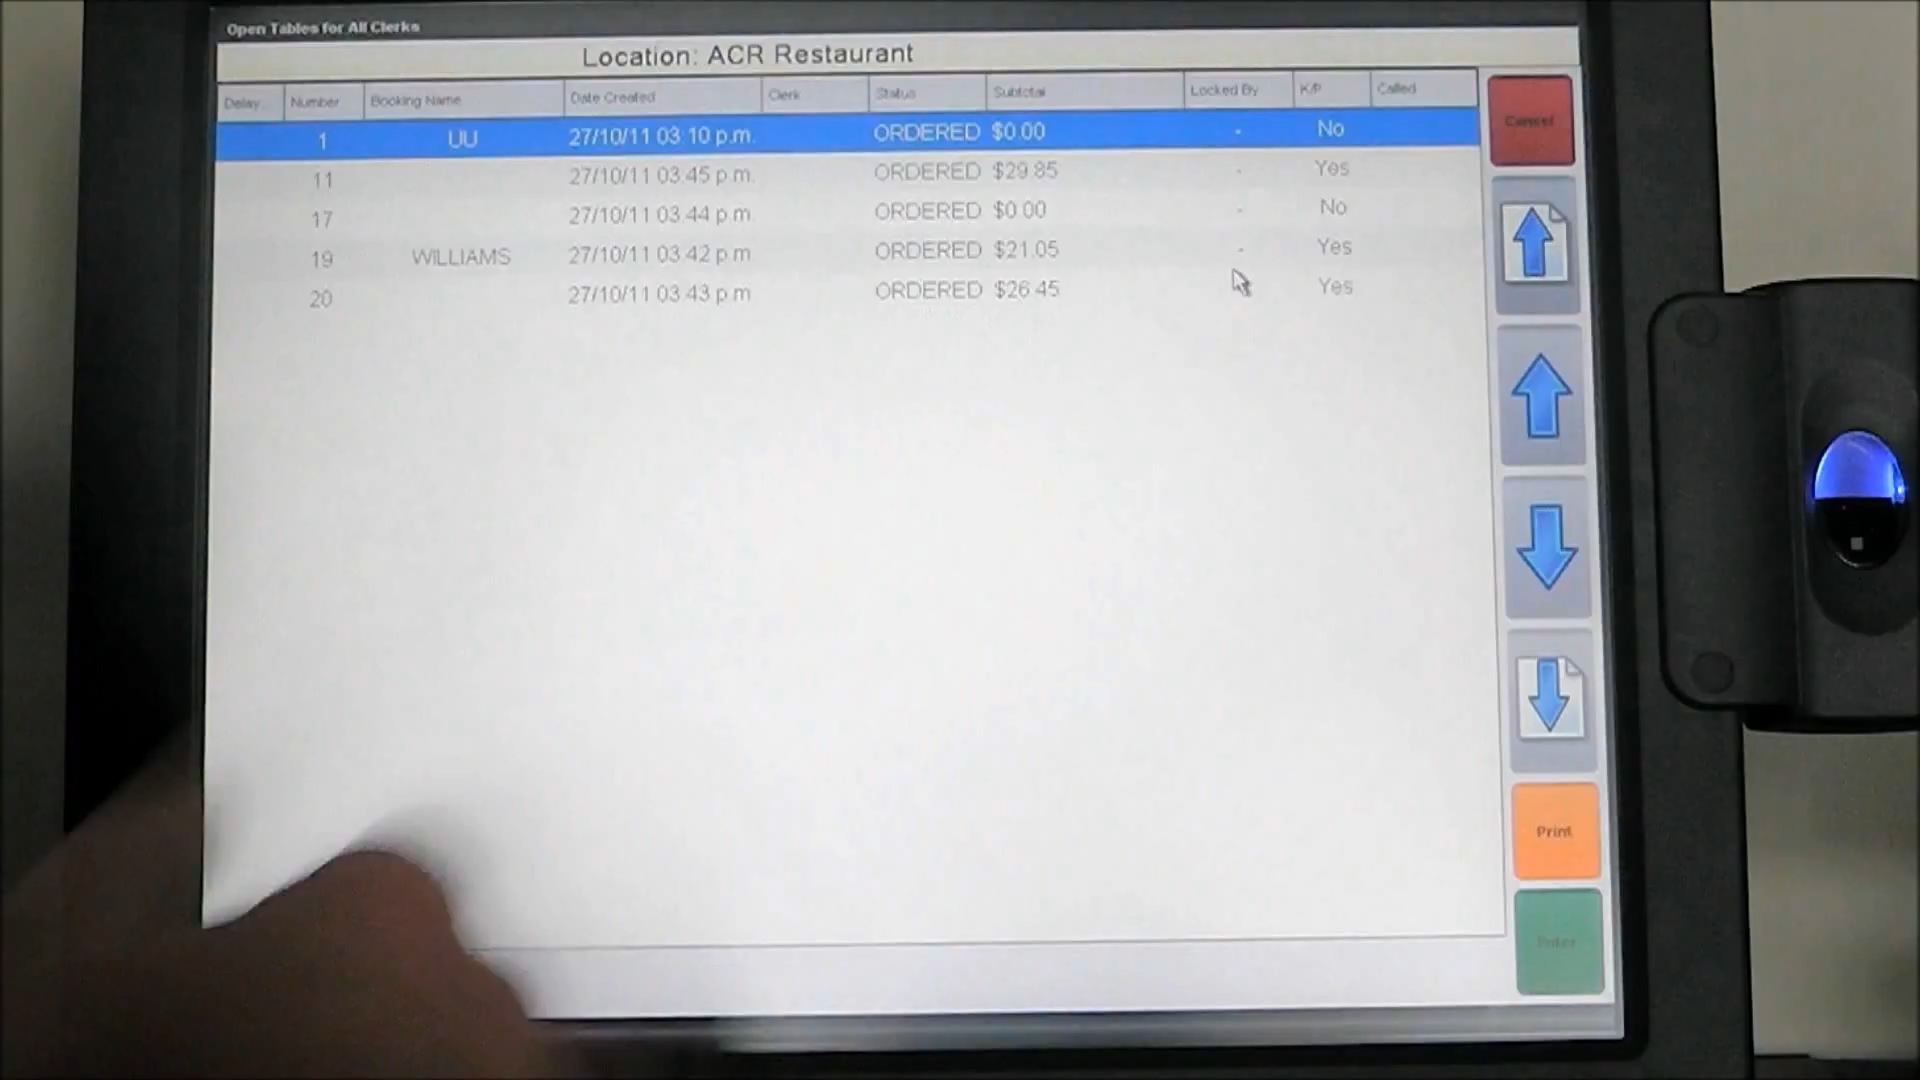 Open Tables for All Clerks
Location: ACR Restaurant
Delay Number Booking Name Date Created Clerk Status Subtotal Locked By K/P Called
1 UU 27/10/11 03:10 p.m. ORDERED $0.00 - No
11 27/10/11 03:45 p.m. ORDERED $29.85 - Yes
17 27/10/11 03:44 p.m. ORDERED $0.00 - No
19 WILLIAMS 27/10/11 03:42 p.m. ORDERED $21.05 - Yes
20 27/10/11 03:43 p.m. ORDERED $26.45 Yes
Cancel
Print
Enter